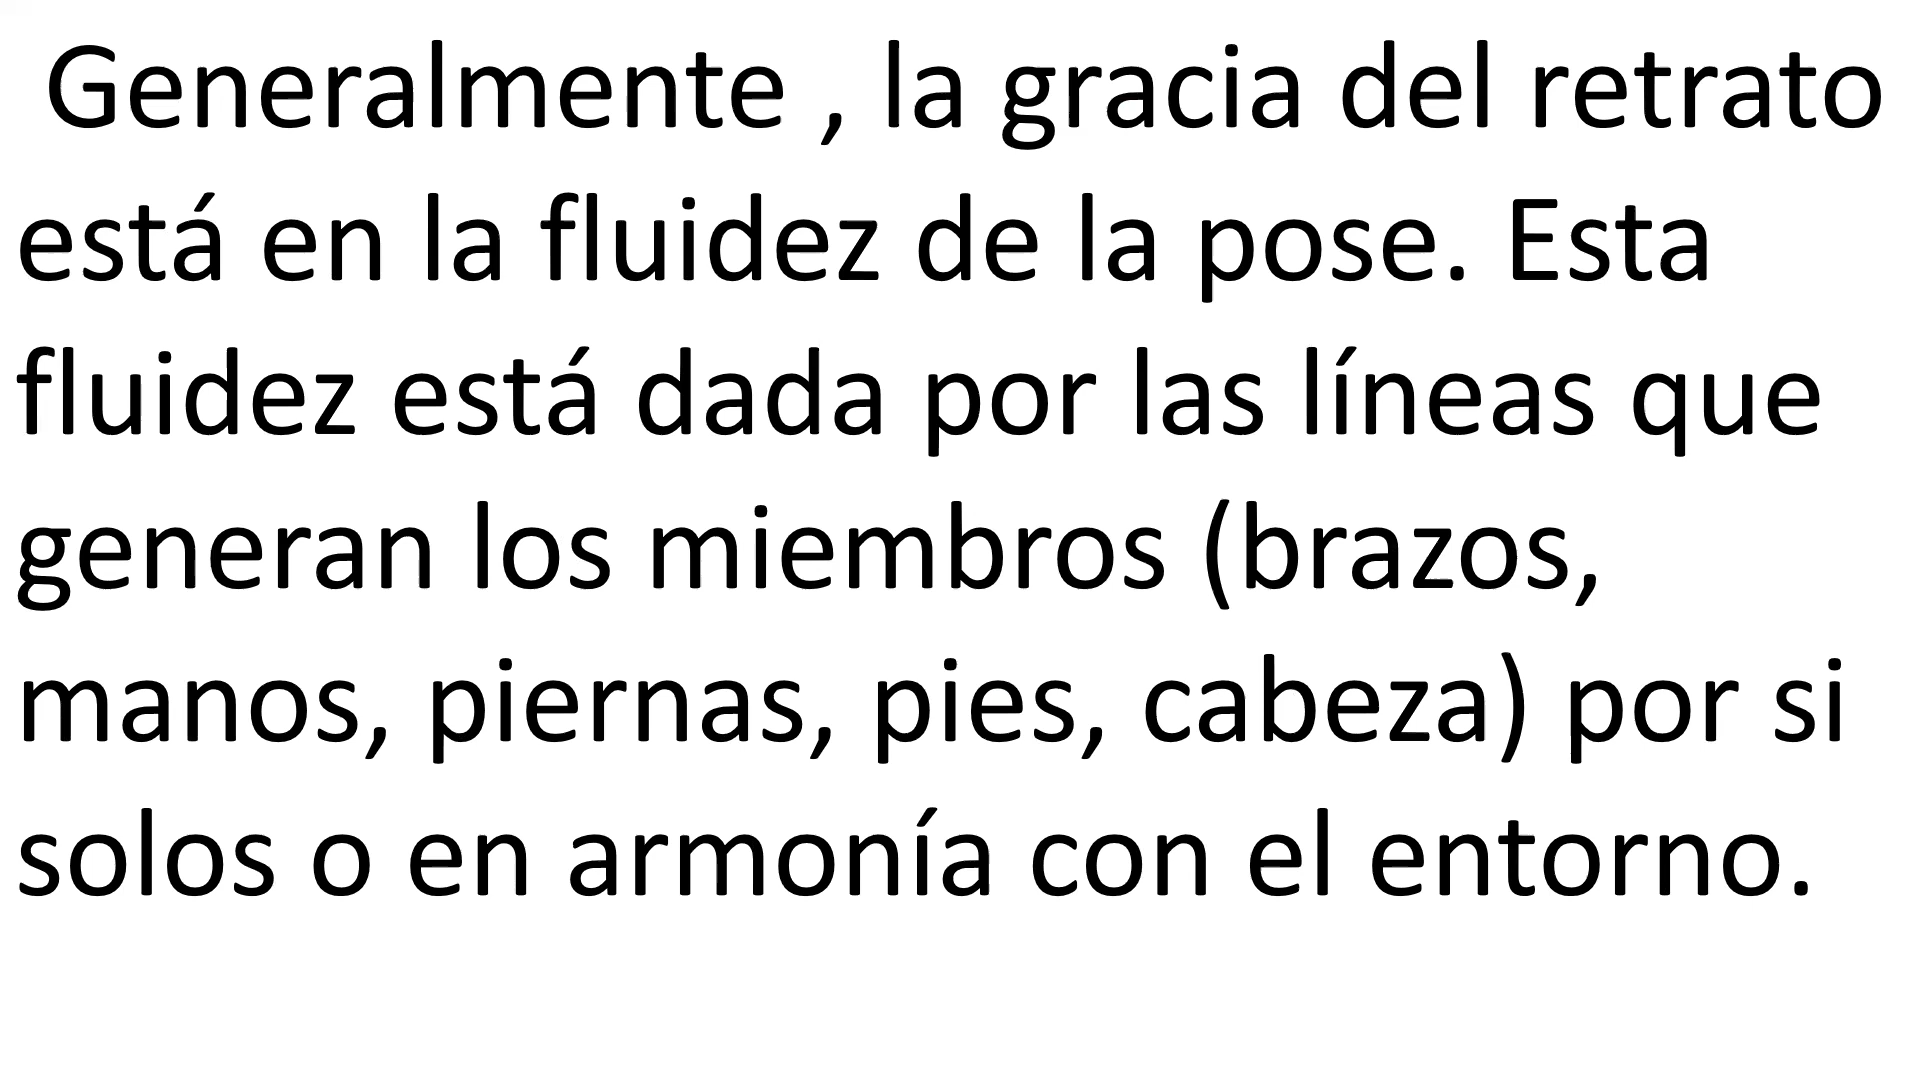 Generalmente , la gracia del retrato
está en la fluidez de la pose. Esta
fluidez está dada por las líneas que
generan los miembros (brazos,
manos, piernas, pies, cabeza) por si
solos o en armonía con el entorno.